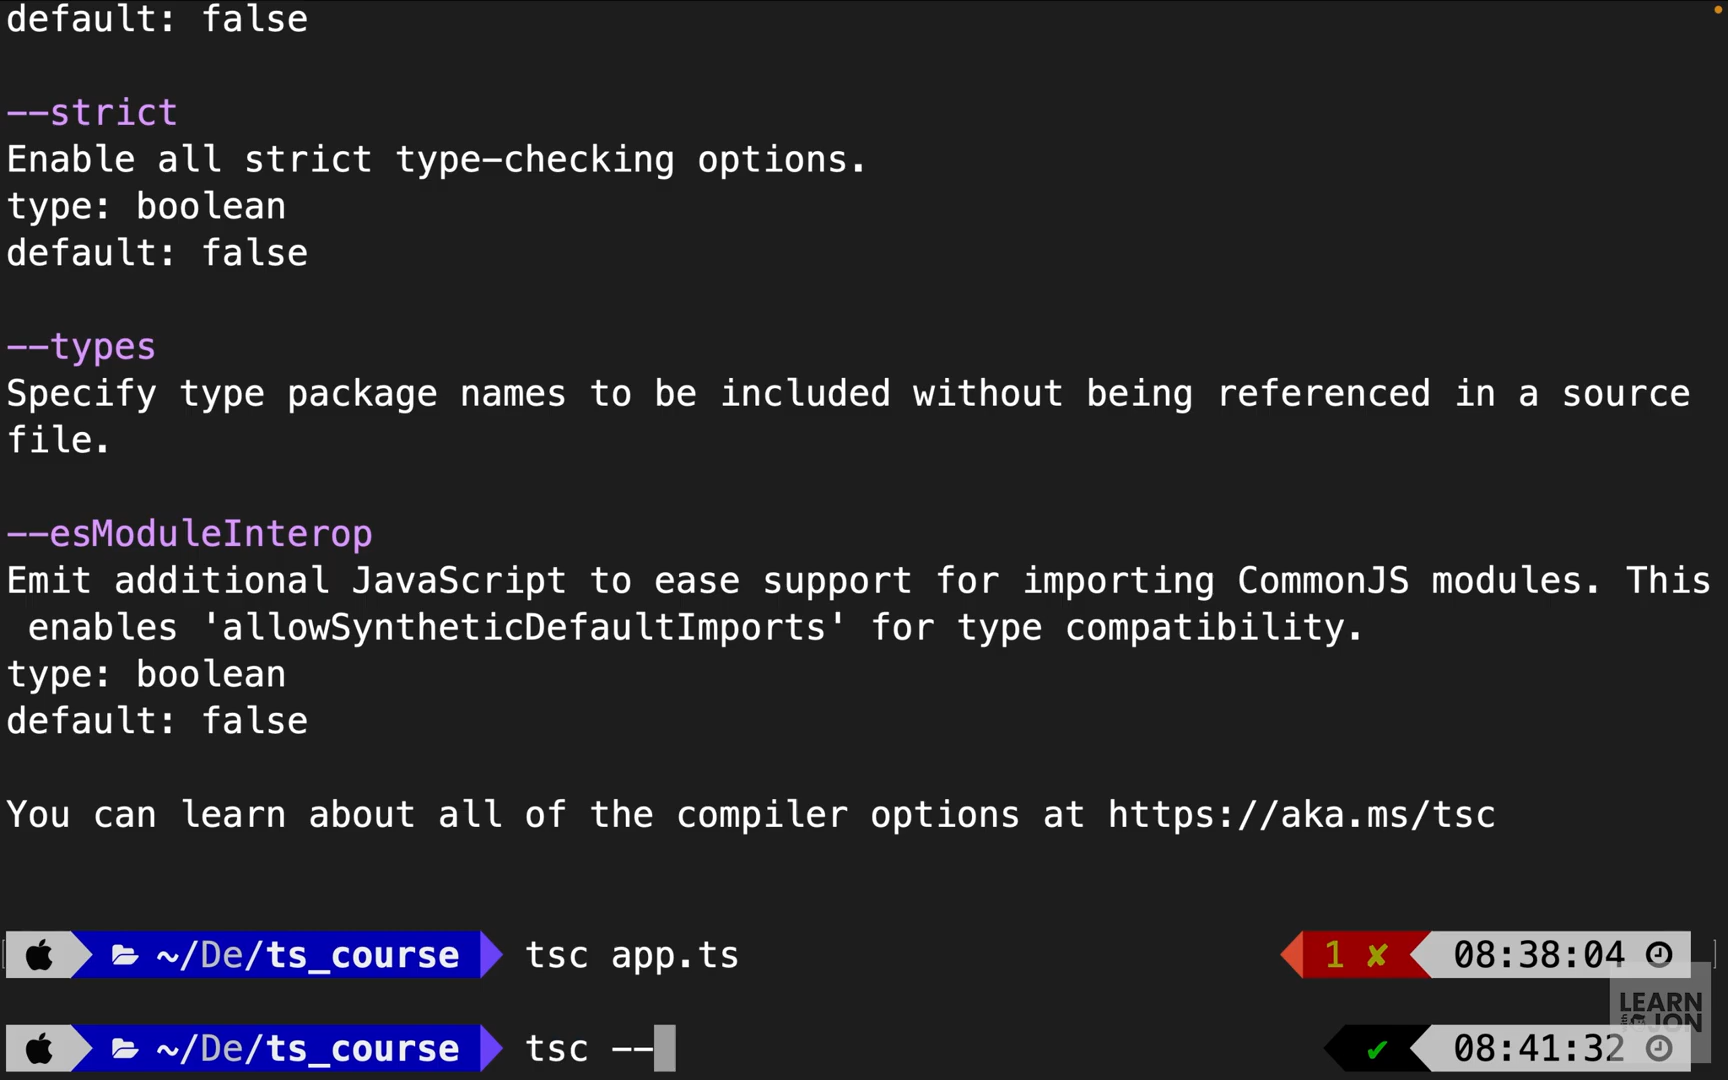 default: false
--strict
Enable all strict type-checking options.
type: boolean
default: false
--types
Specify type package names to be included without being referenced in a source
file.
--esModuleInterop
Emit additional JavaScript to ease support for importing CommonJS modules. This
enables 'allowSyntheticDefaultImports' for type compatibility.
type: boolean
default: false
You can learn about all of the compiler options at https://aka.ms/tsc
~/De/ts_course tsc app.ts 1 ✘ 08:38:04
LEARN
with JON
~/De/ts_course tsc -- ✔ 08:41:32